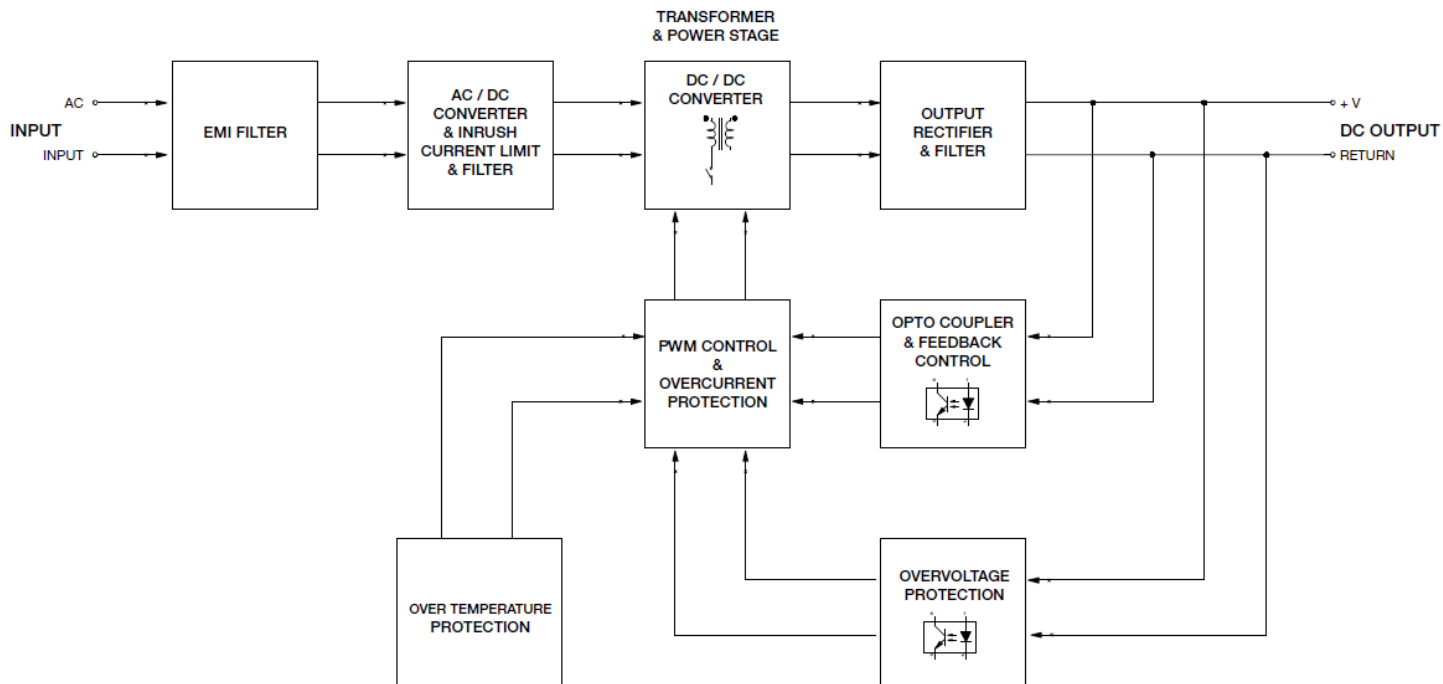 TRANSFORMER
& POWER STAGE
INPUT
AC
INPUT
EMI FILTER
AC / DC
CONVERTER
& INRUSH
CURRENT LIMIT
& FILTER
DC / DC
CONVERTER
OUTPUT
RECTIFIER
& FILTER
+ V
DC OUTPUT
RETURN
PWM CONTROL
&
OVERCURRENT
PROTECTION
OPTO COUPLER
& FEEDBACK
CONTROL
OVER TEMPERATURE
PROTECTION
OVERVOLTAGE
PROTECTION